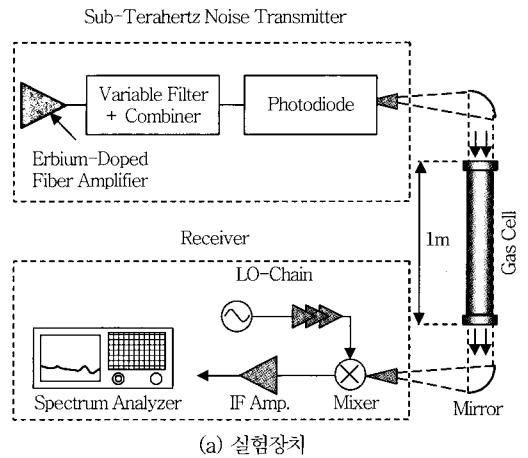 Sub-Terahertz Noise Transmitter
Variable Filter
+ Combiner
Photodiode
Erbium-Doped
Fiber Amplifier
1m
Gas Cell
Receiver
LO-Chain
Spectrum Analyzer
IF Amp.
Mixer
Mirror
(a) 실험장치